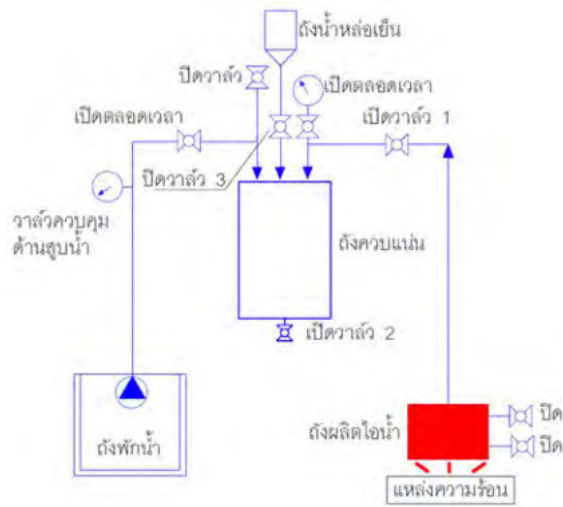 ถังน้ำหล่อเย็น
ปิดวาล์ว
เปิดตลอดเวลา
เปิดตลอดเวลา
เปิดวาล์ว 1
ปิดวาล์ว 3
วาล์วควบคุม
ด้านสูบน้ำ
ถังควบแน่น
เปิดวาล์ว 2
ถังพักน้ำ
ถังผลิตไอน้ำ
ปิด
ปิด
แหล่งความร้อน